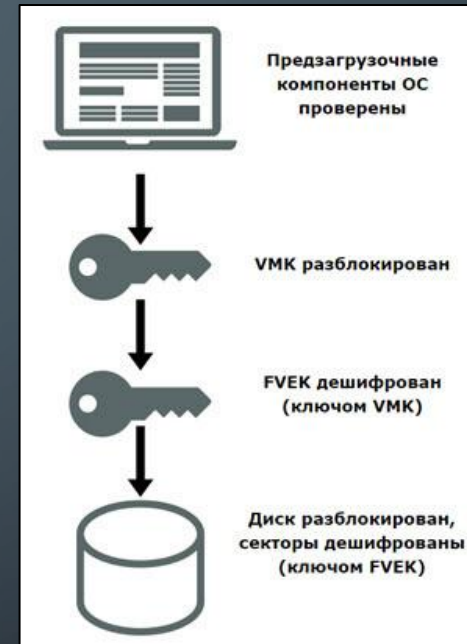 Предзагрузочные
компоненты ОС
проверены
VMK разблокирован
FVEK дешифрован
(ключом VMK)
Диск разблокирован,
секторы дешифрованы
(ключом FVEK)